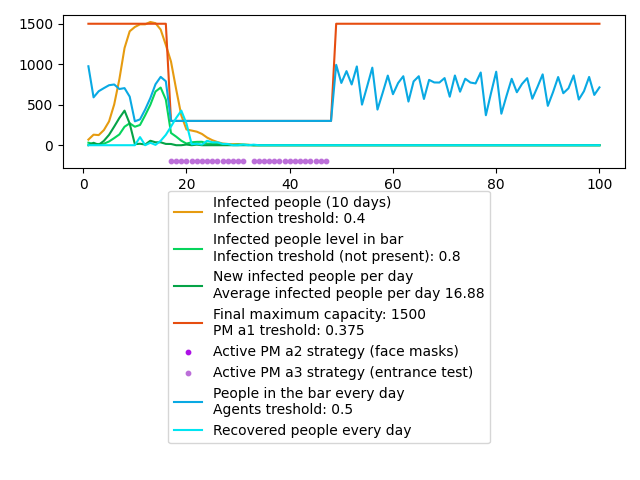 1500
1000
500
0
0
20
40
60
80
100
Infected people (10 days)
Infection treshold: 0.4
Infected people level in bar
Infection treshold (not present): 0.8
New infected people per day
Average infected people per day 16.88
Final maximum capacity: 1500
PM a1 treshold: 0.375
Active PM a2 strategy (face masks)
Active PM a3 strategy (entrance test)
People in the bar every day
Agents treshold: 0.5
Recovered people every day